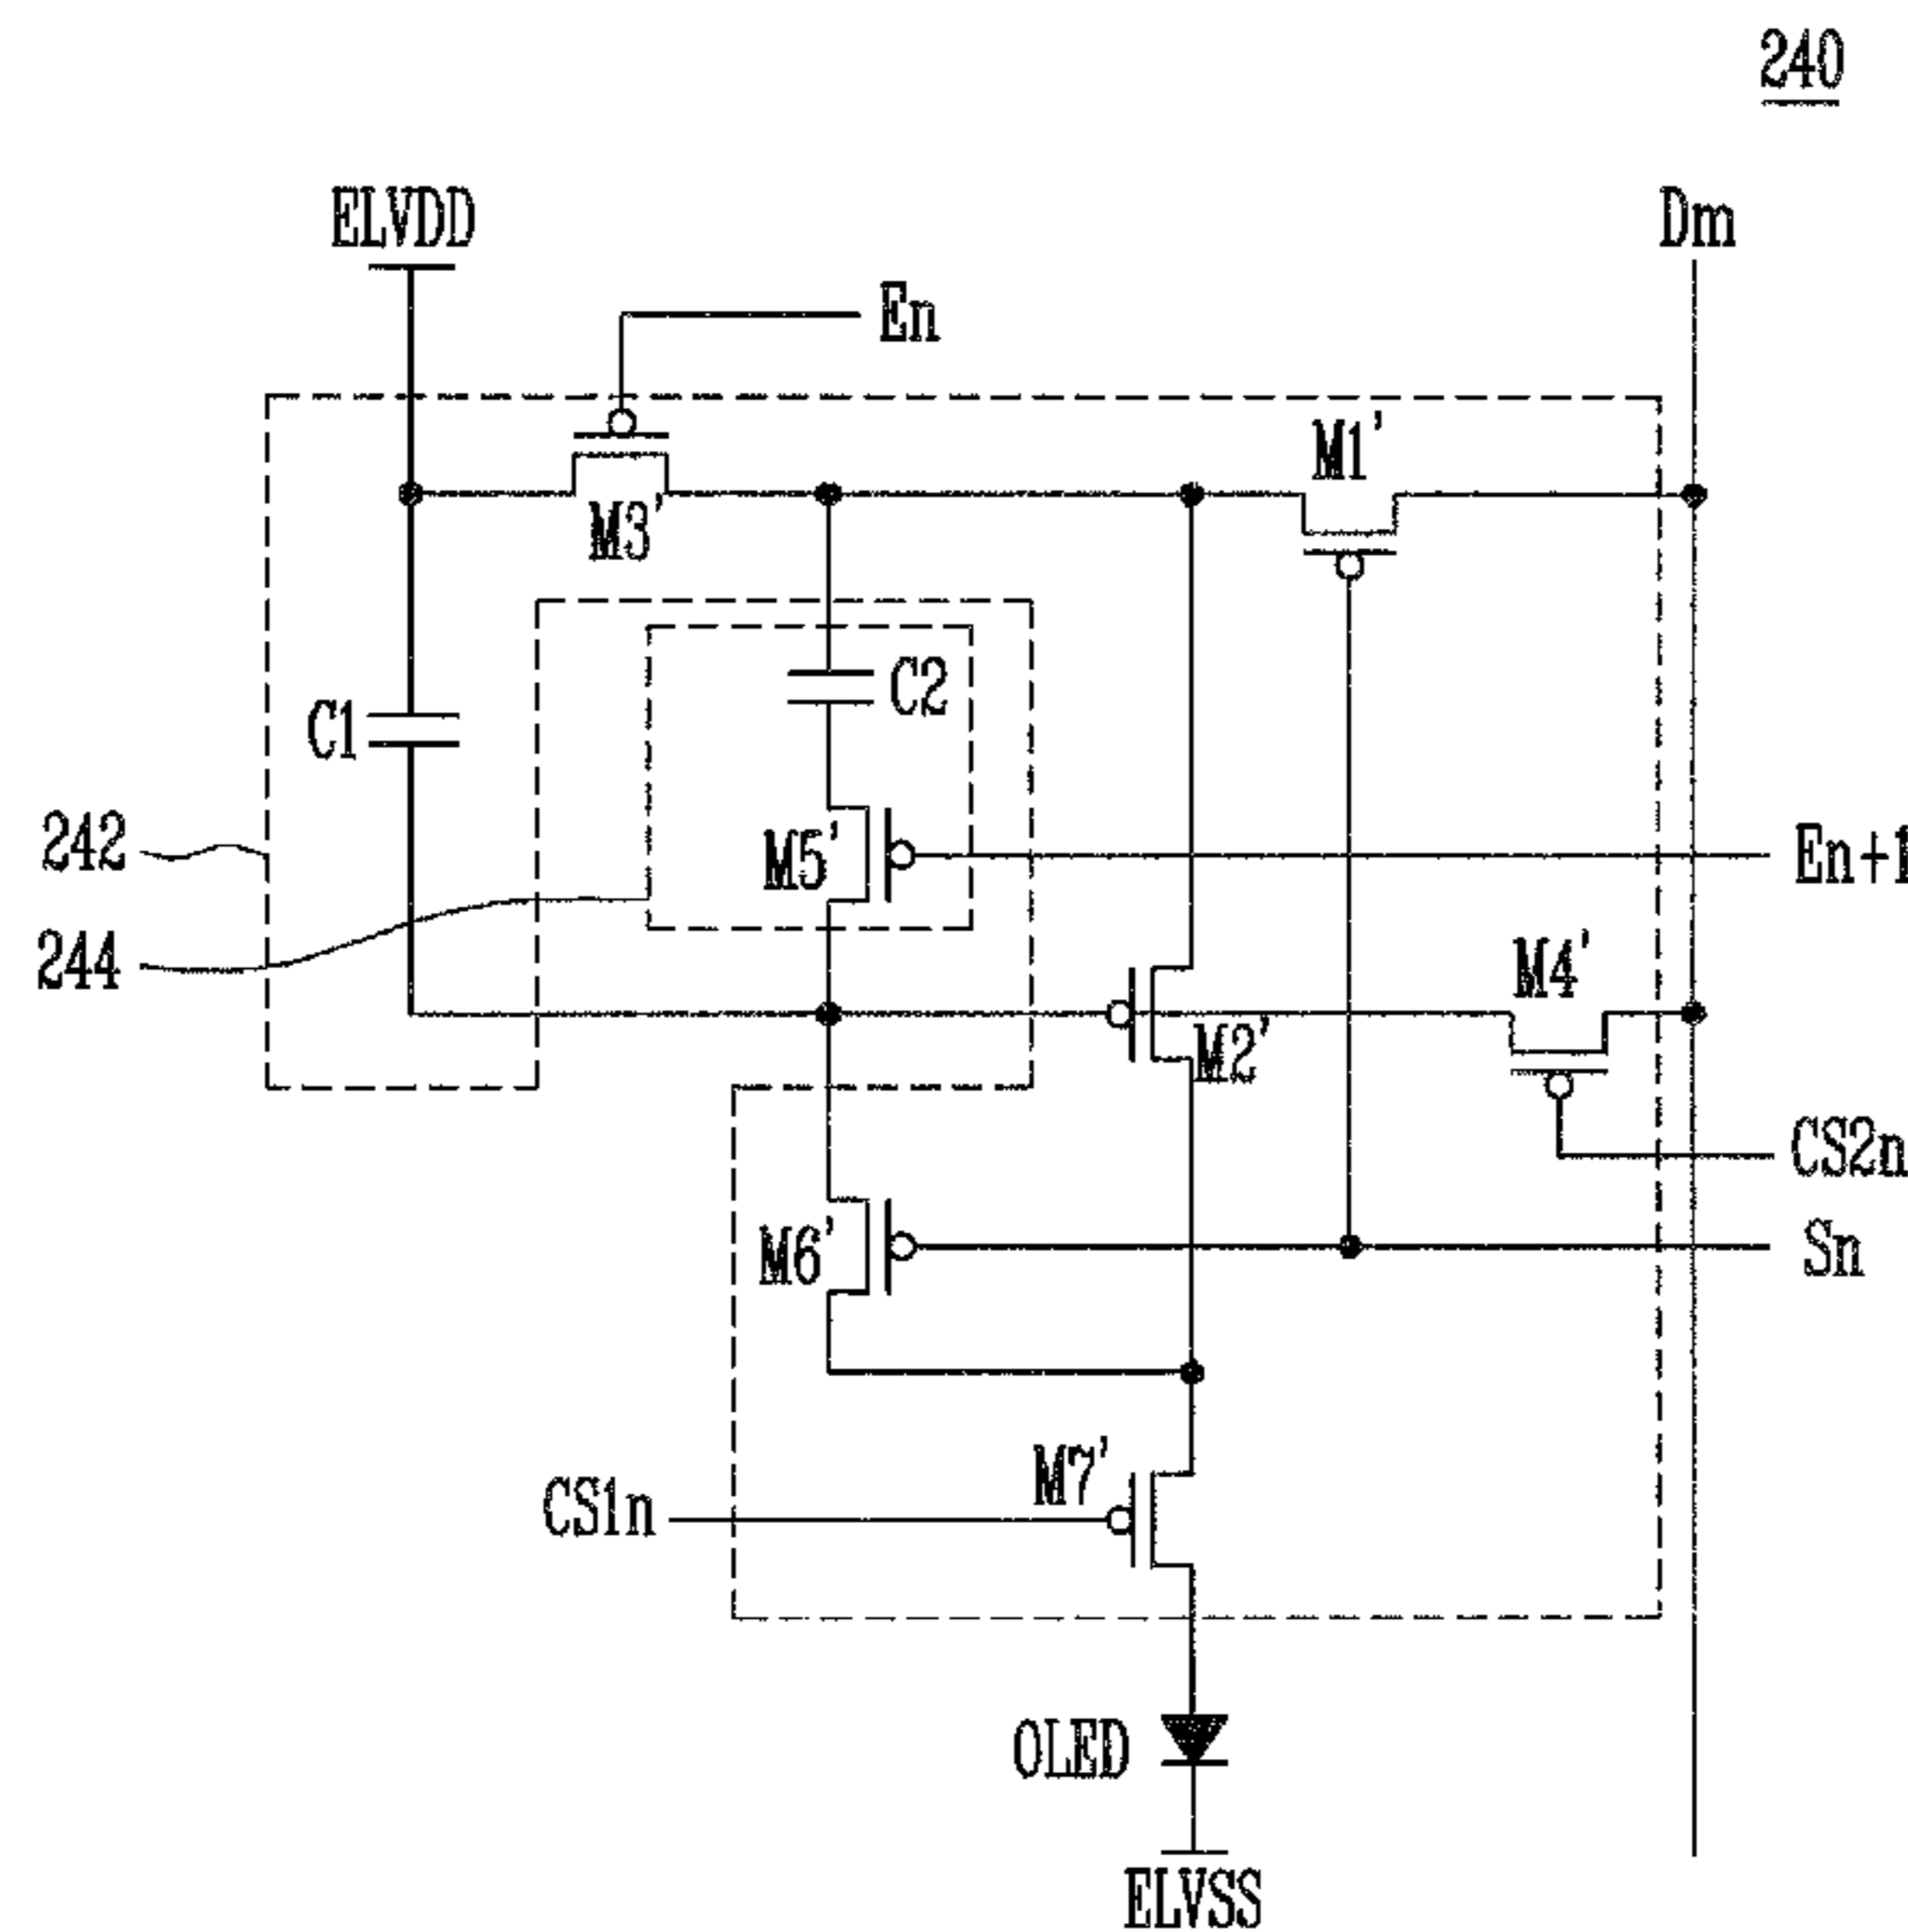 240
ELVDD
Dm
En
M1'
M3'
C2
C1
242
M5'
En+1
244
M4'
M2'
CS2n
M6'
Sn
M7'
CS1n
OLED
ELVSS